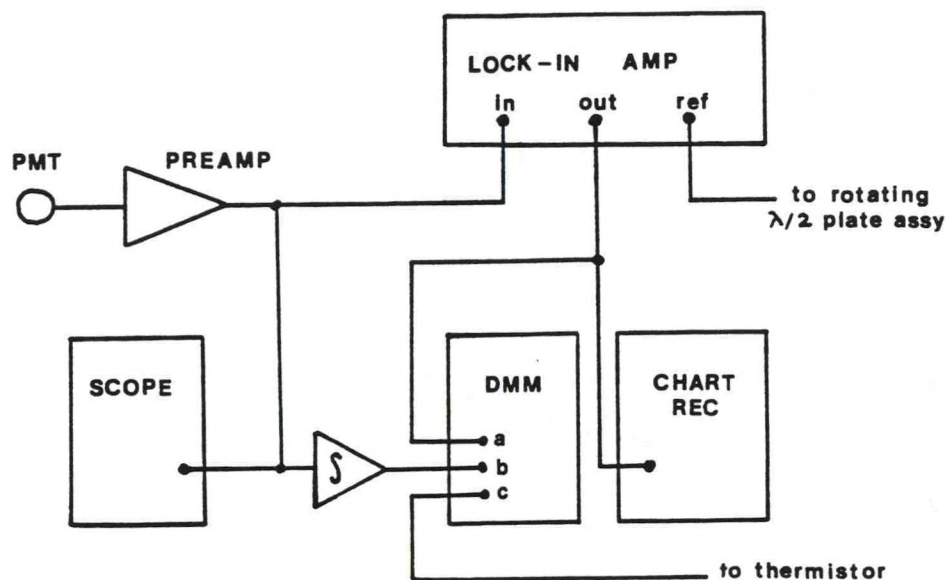 LOCK-IN AMP
in out ref
PMT
PREAMP
to rotating
λ/2 plate assy
SCOPE
DMM
CHART
REC
a
∫
b
c
to thermistor